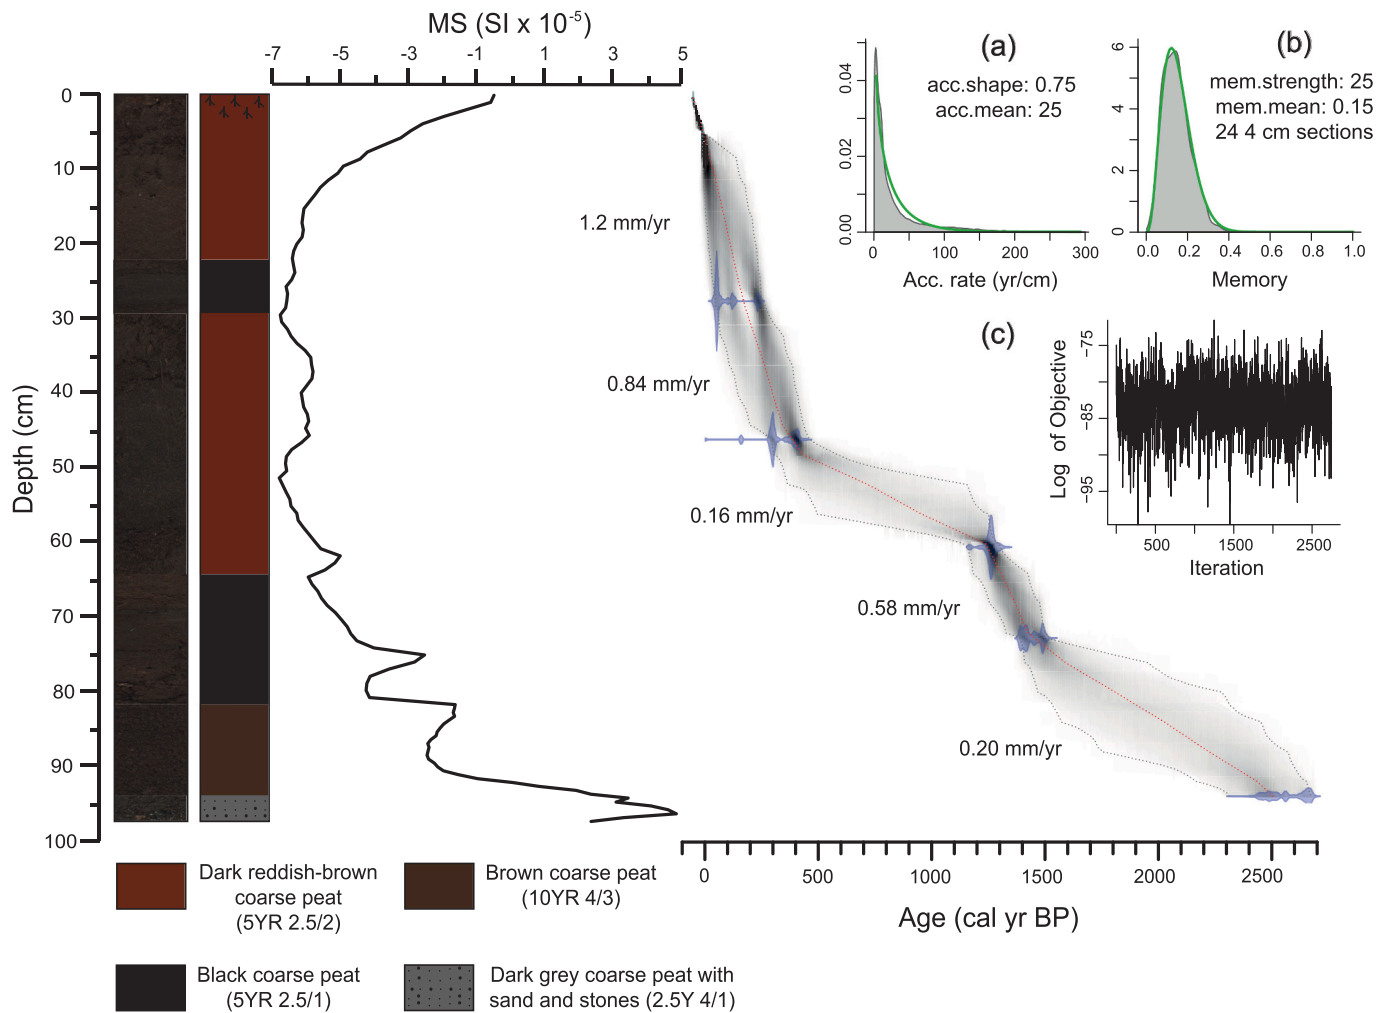 MS (SI x 10-5)
-7 -5 -3 -1 1 3 5
Depth (cm)
0
10
20
30
40
50
60
70
80
90
100
1.2 mm/yr
0.84 mm/yr
0.16 mm/yr
0.58 mm/yr
0.20 mm/yr
0 500 1000 1500 2000 2500
Age (cal yr BP)
(a)
acc.shape: 0.75
acc.mean: 25
0.00 0.02 0.04
0 100 200 300
Acc. rate (yr/cm)
(b)
mem.strength: 25
mem.mean: 0.15
24 4 cm sections
6
4
2
0
0.0 0.2 0.4 0.6 0.8 1.0
Memory
(c)
Log of Objective
-95 -85 -75
500 1500 2500
Iteration
Dark reddish-brown
coarse peat
(5YR 2.5/2)
Brown coarse peat
(10YR 4/3)
Black coarse peat
(5YR 2.5/1)
Dark grey coarse peat with
sand and stones (2.5Y 4/1)